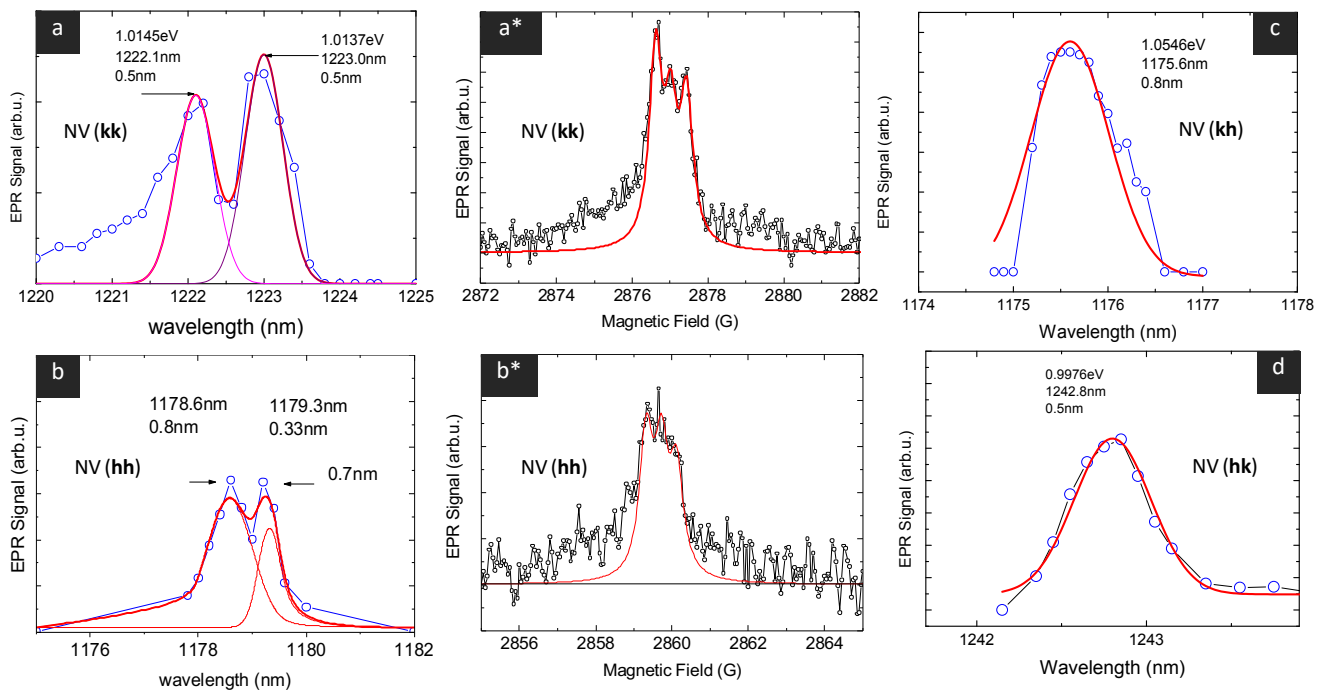 a
1.0145eV
1222.1nm
0.5nm
1.0137eV
1223.0nm
0.5nm
NV (kk)
EPR Signal (arb.u.)
1220 1221 1222 1223 1224 1225
wavelength (nm)
a*
NV (kk)
EPR Signal (arb.u.)
2872 2874 2876 2878 2880 2882
Magnetic Field (G)
c
1.0546eV
1175.6nm
0.8nm
NV (kh)
EPR Signal (arb.u.)
1174 1175 1176 1177 1178
Wavelength (nm)
b
1178.6nm
0.8nm
1179.3nm
0.33nm
0.7nm
NV (hh)
EPR Signal (arb.u.)
1176 1178 1180 1182
wavelength (nm)
b*
NV (hh)
EPR Signal (arb.u.)
2856 2858 2860 2862 2864
Magnetic Field (G)
d
0.9976eV
1242.8nm
0.5nm
NV (hk)
EPR Signal (arb.u.)
1242 1243
Wavelength (nm)